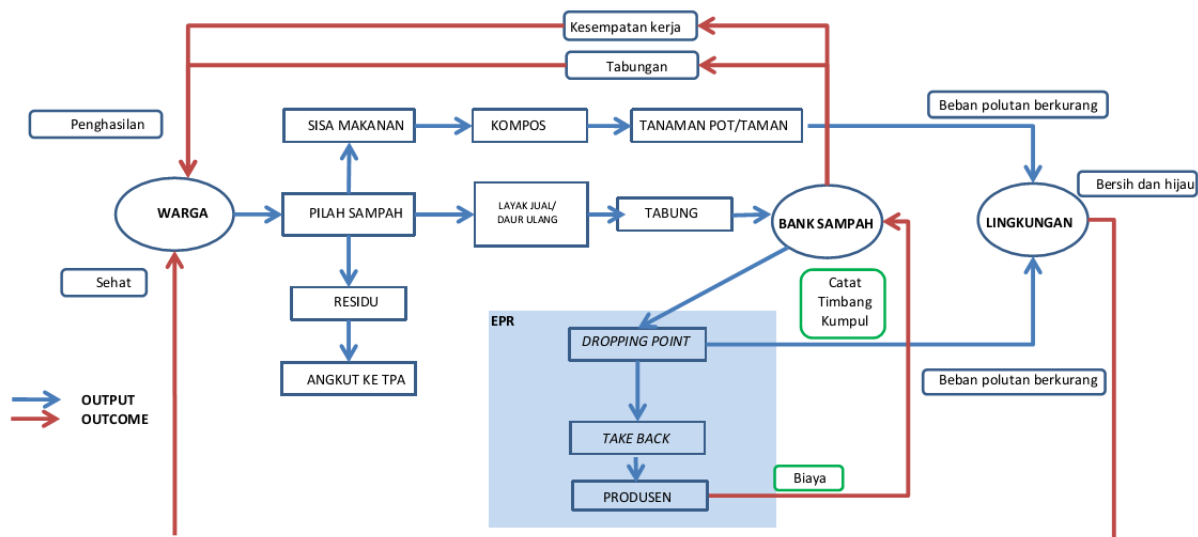 Kesempatan kerja
Tabungan
Penghasilan
SISA MAKANAN
KOMPOS
TANAMAN POT/TAMAN
Beban polutan berkurang
Bersih dan hijau
WARGA
PILAH SAMPAH
LAYAK JUAL/
DAUR ULANG
TABUNG
BANK SAMPAH
LINGKUNGAN
Sehat
RESIDU
Catat
Timbang
Kumpul
EPR
DROPPING POINT
ANGKUT KE TPA
Beban polutan berkurang
OUTPUT
OUTCOME
TAKE BACK
Biaya
PRODUSEN